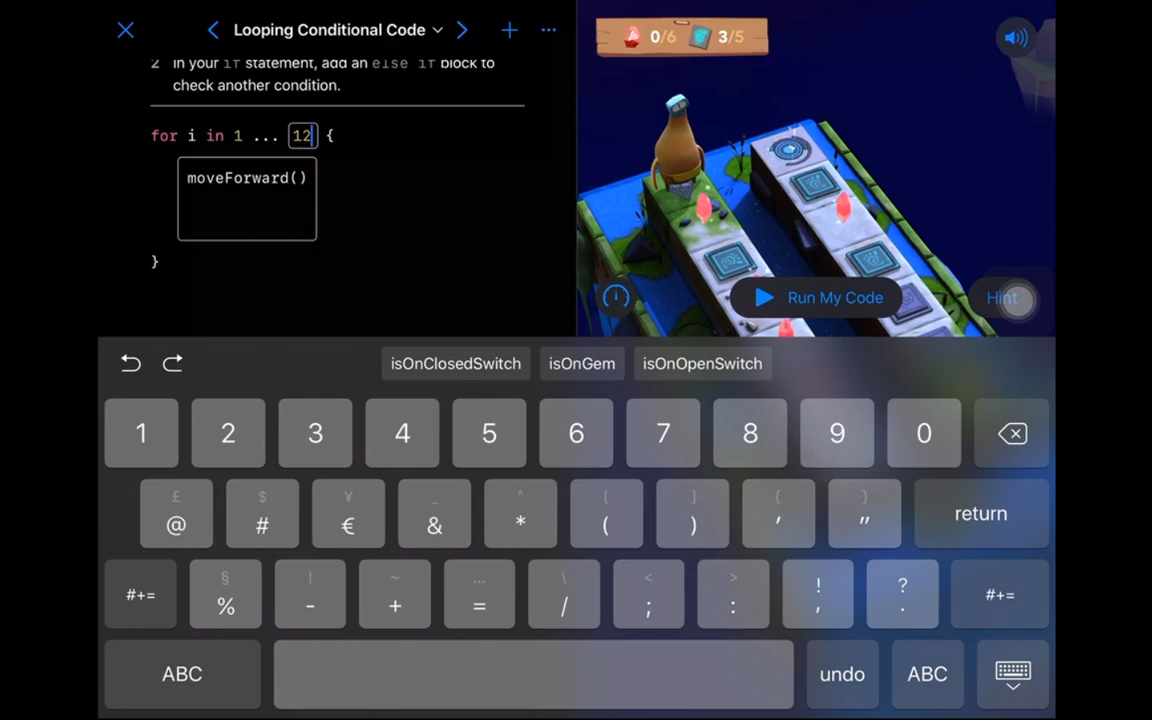 Looping Conditional Code
2 In your if statement, add an else if block to
check another condition.
for i in 1 ... 12 {
moveForward()
}
0/6 3/5
Run My Code
Hint
isOnClosedSwitch isOnGem isOnOpenSwitch
1 2 3 4 5 6 7 8 9 0
£ $ ¥ _ ^ [ ] { }
@ # € & * ( ) ' " return
§ | ~ ... \ < > ! ?
#+= % - + = / ; : , . #+=
ABC undo ABC